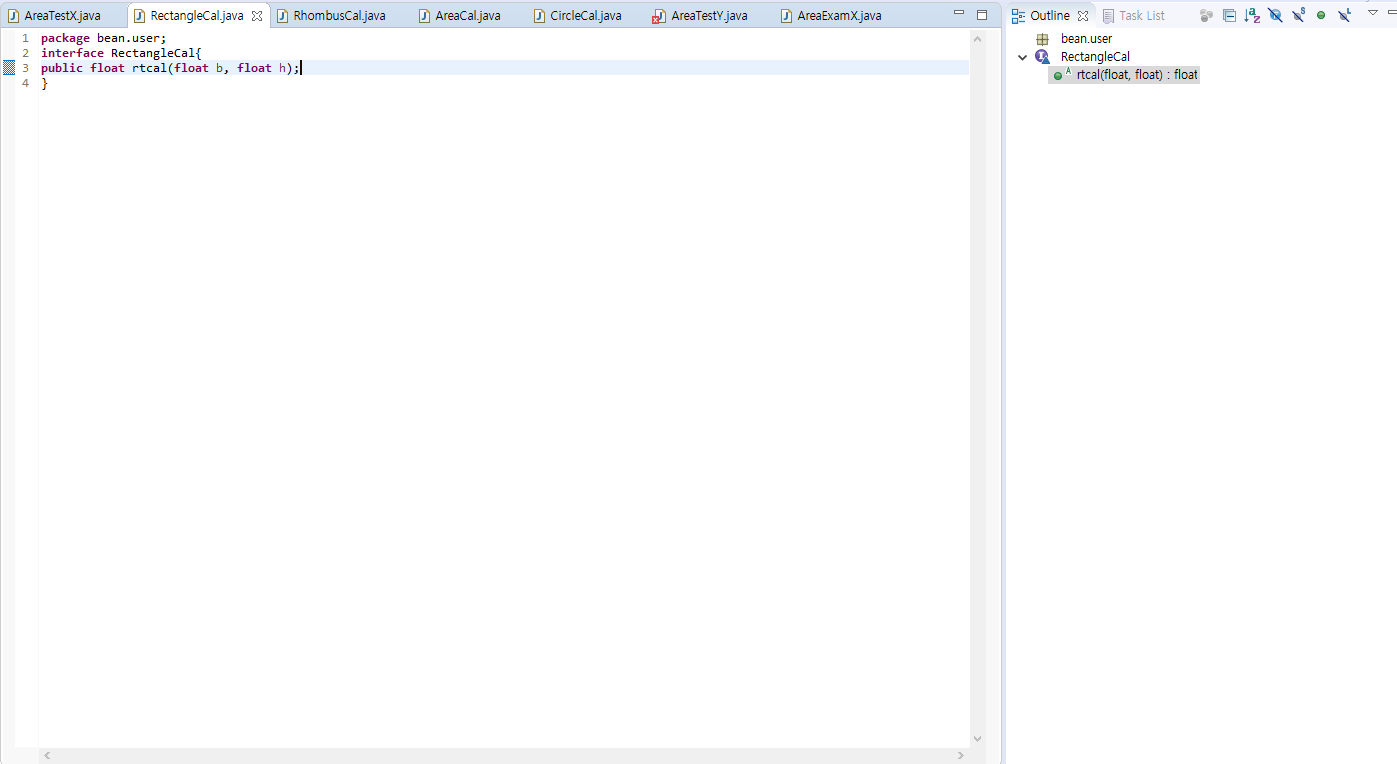 AreaTestX.java RectangleCal.java RhombusCal.java AreaCal.java CircleCal.java AreaTestY.java AreaExamX.java
1 package bean.user;
2 interface RectangleCal{
3 public float rtcal(float b, float h);
4 }
Outline Task List
bean.user
RectangleCal
rtcal(float, float) : float